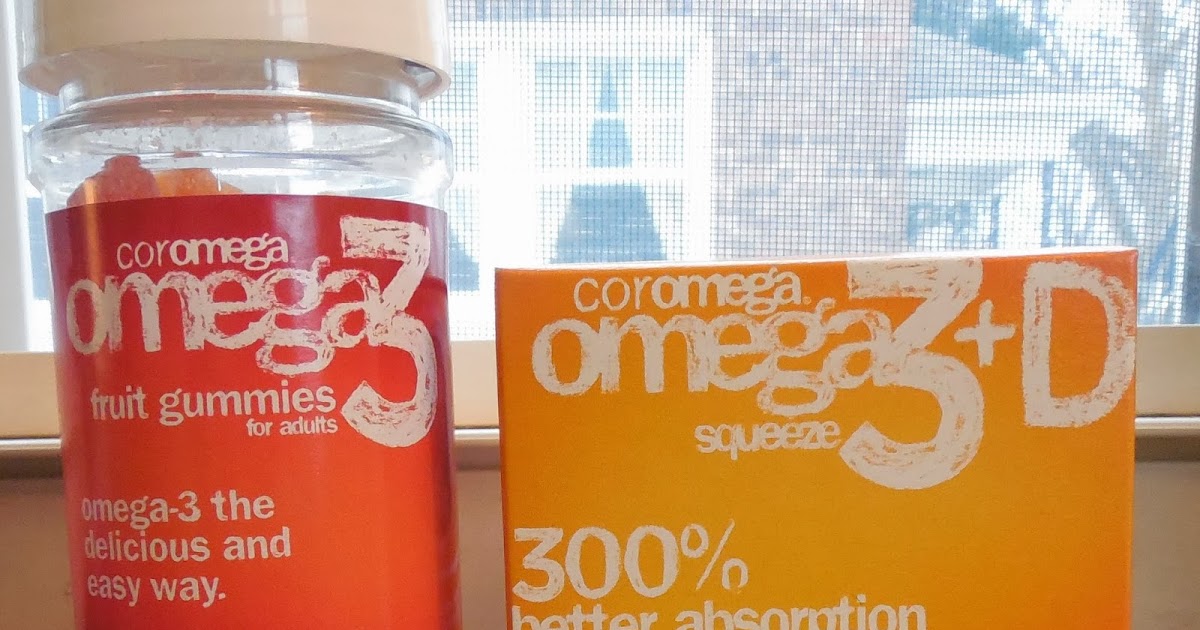 coromega
omega3
fruit gummies
for adults
omega-3 the
delicious and
easy way.
coromega®
omega3+D
squeeze
300%
better absorption